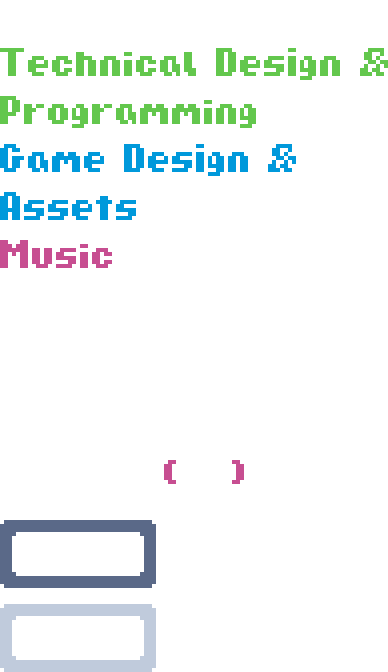 Technical Design &
Programming
Game Design &
Assets
Music
( )